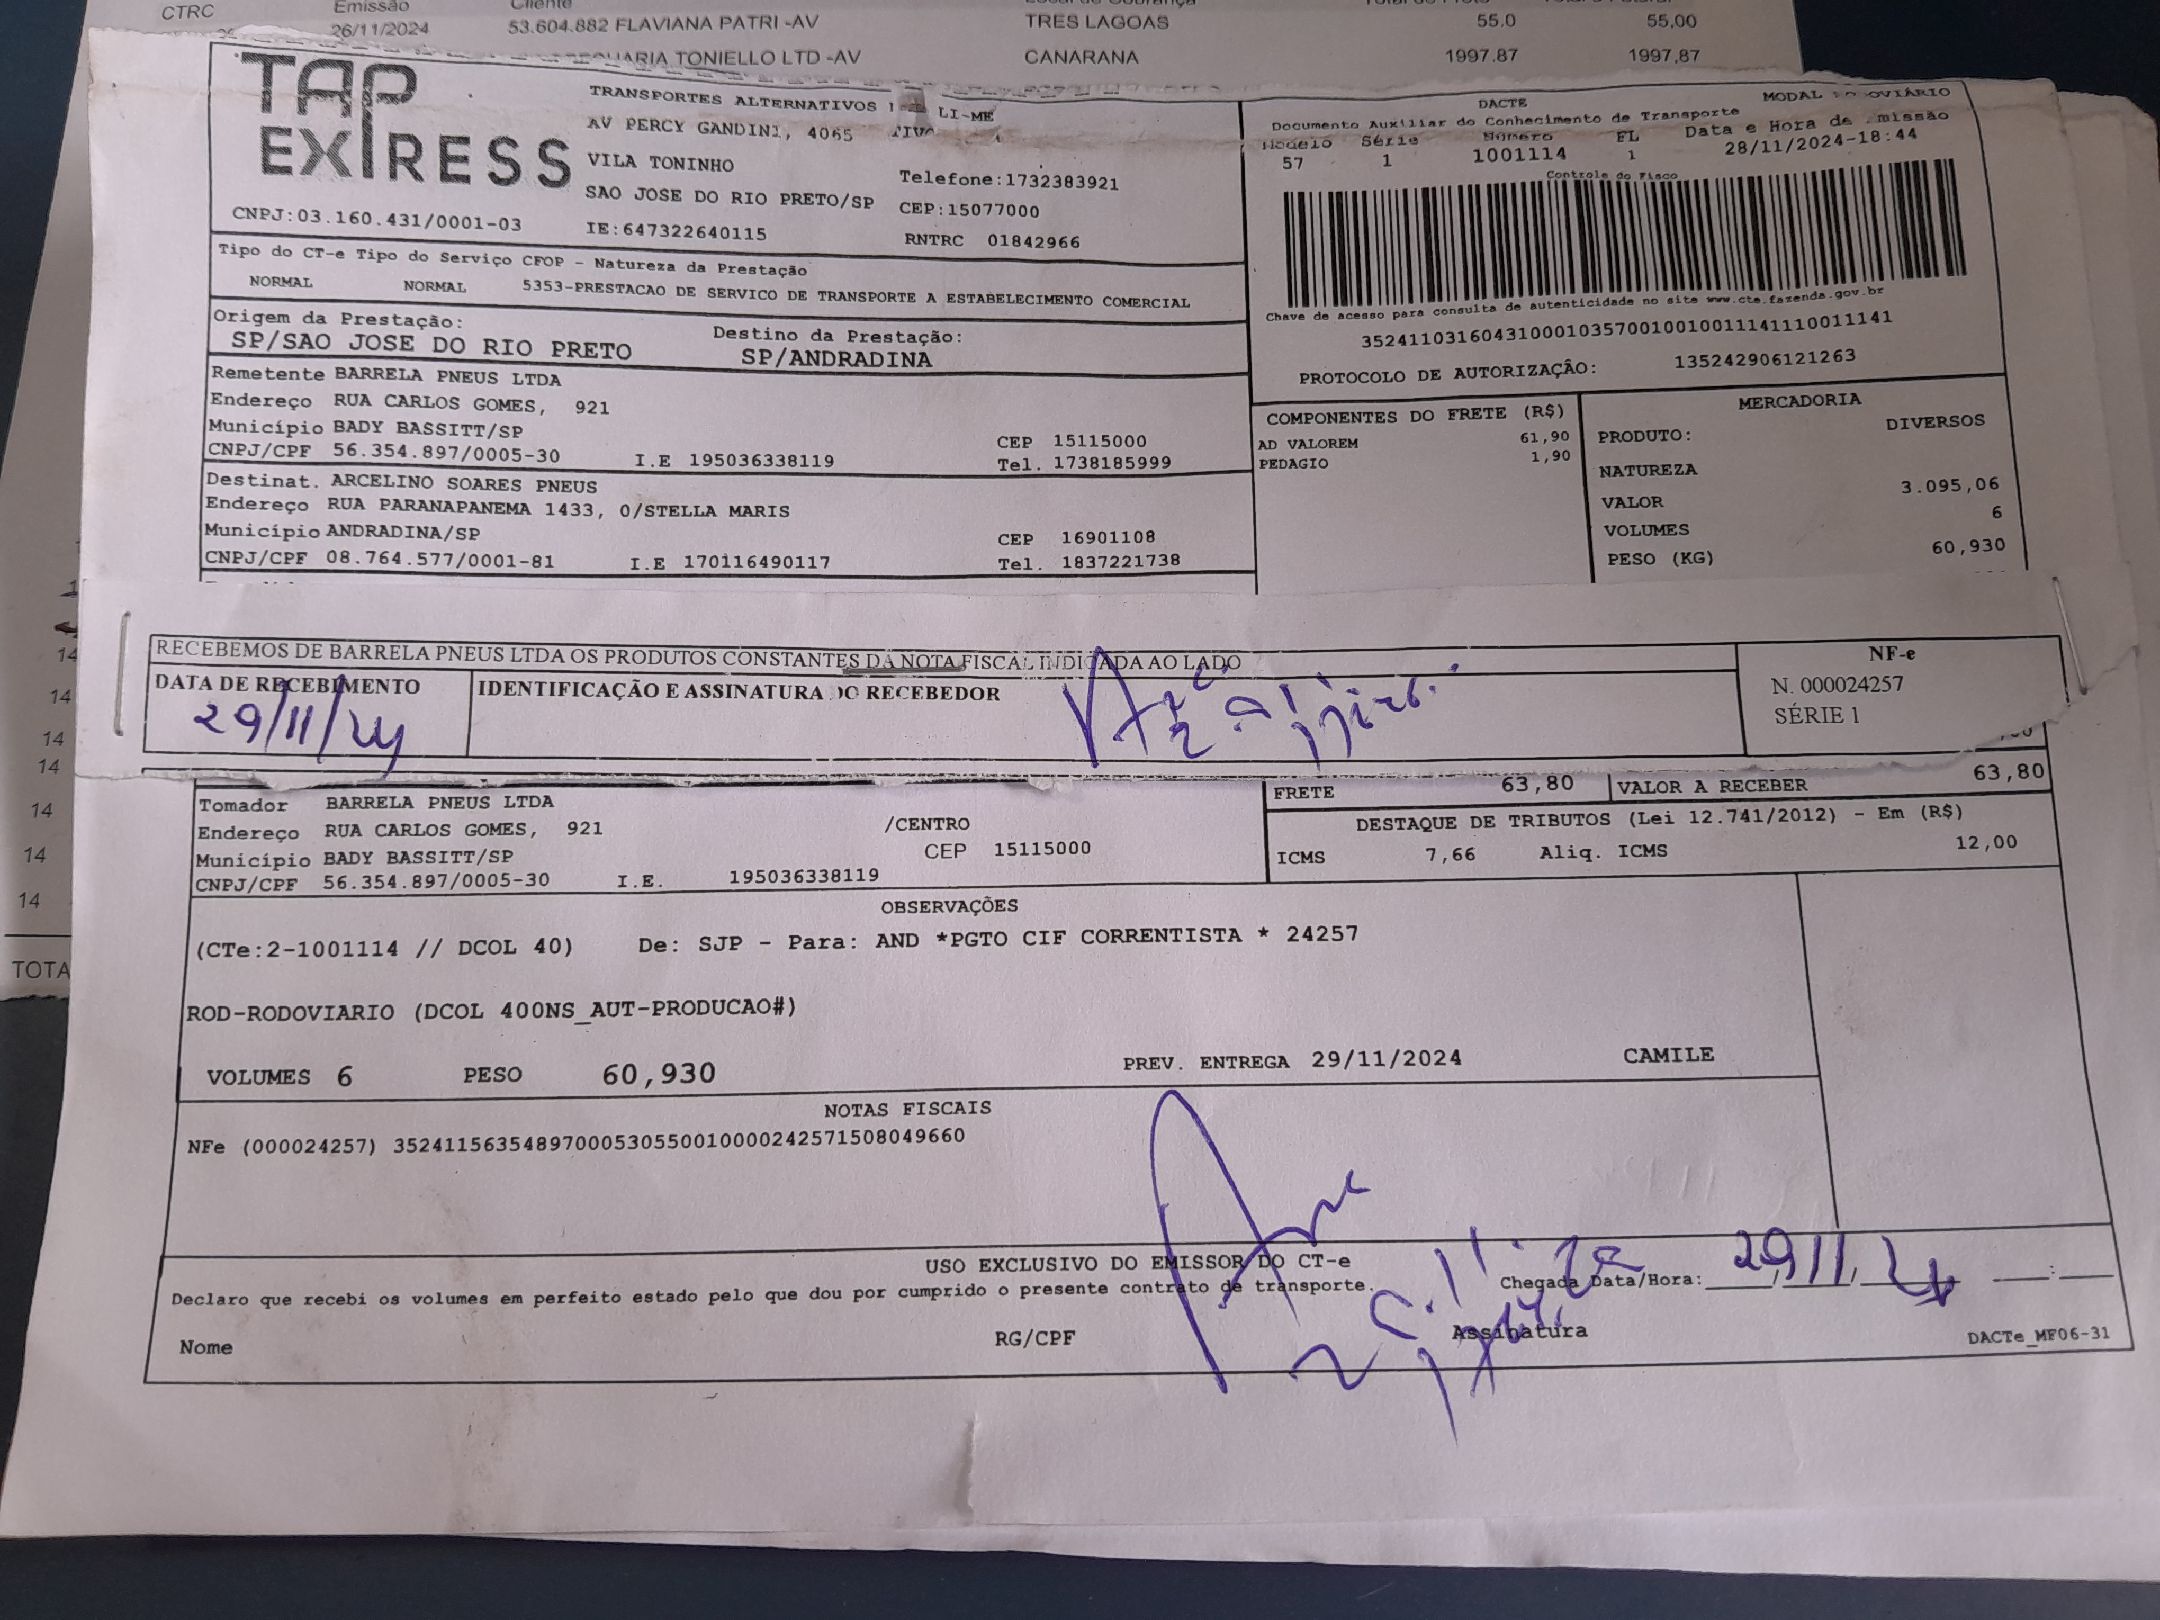 CTRC Emissão Cliente
26/11/2024 53.604.882 FLAVIANA PATRI -AV TRES LAGOAS 55,0 55,00
TONIELLO LTD -AV CANARANA 1997,87 1997,87
TAP
EXPRESS
TRANSPORTES ALTERNATIVOS LI-ME
AV PERCY GANDINI, 4065
VILA TONINHO
Telefone:1732383921
SAO JOSE DO RIO PRETO/SP CEP:15077000
CNPJ:03.160.431/0001-03 IE:647322640115 RNTRC 01842966
DACTE MODAL
Documento Auxiliar do Conhecimento de Transporte
Modelo Série Número FL Data e Hora de
57 1 1001114 1 28/11/2024-18:44
Controle do Fisco
Chave de acesso para consulta de autenticidade no site www.cte.fazenda.gov.br
35241103160431000103570010010011141110011141
PROTOCOLO DE AUTORIZAÇÃO: 135242906121263
Tipo do CT-e Tipo do Serviço CFOP - Natureza da Prestação
NORMAL NORMAL 5353-PRESTACAO DE SERVICO DE TRANSPORTE A ESTABELECIMENTO COMERCIAL
Origem da Prestação: Destino da Prestação:
SP/SAO JOSE DO RIO PRETO SP/ANDRADINA
Remetente BARRELA PNEUS LTDA
Endereço RUA CARLOS GOMES, 921
Município BADY BASSITT/SP CEP 15115000
CNPJ/CPF 56.354.897/0005-30 I.E 195036338119 Tel. 1738185999
Destinat. ARCELINO SOARES PNEUS
Endereço RUA PARANAPANEMA 1433, 0/STELLA MARIS
Município ANDRADINA/SP CEP 16901108
CNPJ/CPF 08.764.577/0001-81 I.E 170116490117 Tel. 1837221738
COMPONENTES DO FRETE (R$)
AD VALOREM 61,90
PEDAGIO 1,90
MERCADORIA
PRODUTO: DIVERSOS
NATUREZA
VALOR 3.095,06
VOLUMES 6
PESO (KG) 60,930
RECEBEMOS DE BARRELA PNEUS LTDA OS PRODUTOS CONSTANTES DA NOTA FISCAL INDICADA AO LADO
DATA DE RECEBIMENTO IDENTIFICAÇÃO E ASSINATURA DO RECEBEDOR
29/11/24
NF-e
N. 000024257
SÉRIE 1
14
14
14
14
14
14
14
TOTA
FRETE 63,80 VALOR A RECEBER 63,80
Tomador BARRELA PNEUS LTDA
Endereço RUA CARLOS GOMES, 921 /CENTRO
Município BADY BASSITT/SP CEP 15115000
CNPJ/CPF 56.354.897/0005-30 I.E. 195036338119
DESTAQUE DE TRIBUTOS (Lei 12.741/2012) - Em (R$)
ICMS 7,66 Aliq. ICMS 12,00
OBSERVAÇÕES
(CTe:2-1001114 // DCOL 40) De: SJP - Para: AND *PGTO CIF CORRENTISTA * 24257
ROD-RODOVIARIO (DCOL 400NS_AUT-PRODUCAO#)
VOLUMES 6 PESO 60,930 PREV. ENTREGA 29/11/2024 CAMILE
NOTAS FISCAIS
NFe (000024257) 35241156354897000530550010000242571508049660
USO EXCLUSIVO DO EMISSOR DO CT-e
Declaro que recebi os volumes em perfeito estado pelo que dou por cumprido o presente contrato de transporte. Chegada Data/Hora: 29/11/24 :
Nome RG/CPF Assinatura DACTe_MF06-31